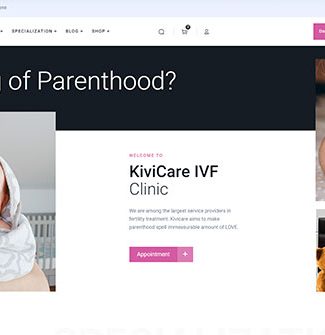 SPECIALIZATION BLOG SHOP
0
of Parenthood?
WELCOME TO
KiviCare IVF
Clinic
We are among the largest service providers in
fertility treatment. Kivicare aims to make
parenthood spell immeasurable amount of LOVE.
Appointment +